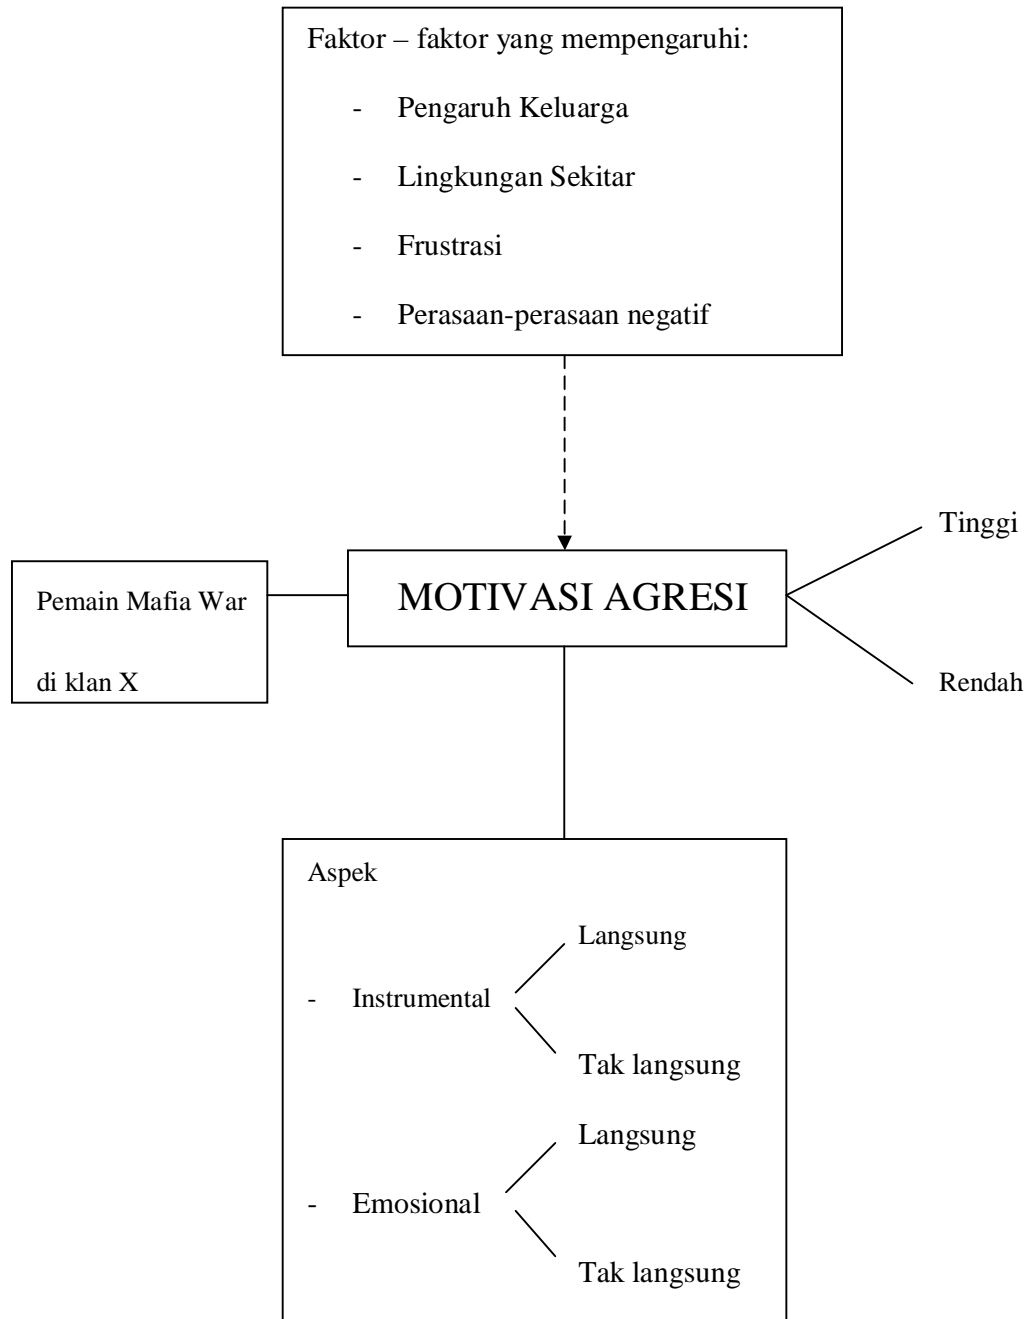 Faktor – faktor yang mempengaruhi:
- Pengaruh Keluarga
- Lingkungan Sekitar
- Frustrasi
- Perasaan-perasaan negatif
Tinggi
Pemain Mafia War
di klan X
MOTIVASI AGRESI
Rendah
Aspek
Langsung
- Instrumental
Tak langsung
Langsung
- Emosional
Tak langsung